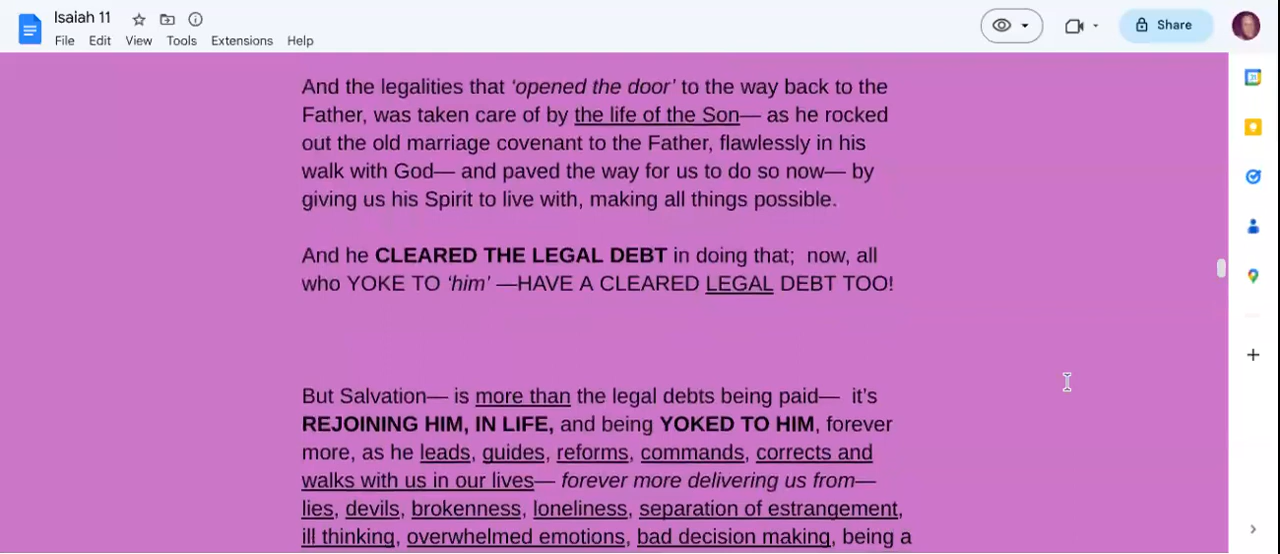 Isaiah 11
File Edit View Tools Extensions Help
Share
And the legalities that ‘opened the door’ to the way back to the
Father, was taken care of by the life of the Son— as he rocked
out the old marriage covenant to the Father, flawlessly in his
walk with God— and paved the way for us to do so now— by
giving us his Spirit to live with, making all things possible.
And he CLEARED THE LEGAL DEBT in doing that;  now, all
who YOKE TO ‘him’ —HAVE A CLEARED LEGAL DEBT TOO!
But Salvation— is more than the legal debts being paid—  it’s
REJOINING HIM, IN LIFE, and being YOKED TO HIM, forever
more, as he leads, guides, reforms, commands, corrects and
walks with us in our lives— forever more delivering us from—
lies, devils, brokenness, loneliness, separation of estrangement,
ill thinking, overwhelmed emotions, bad decision making, being a